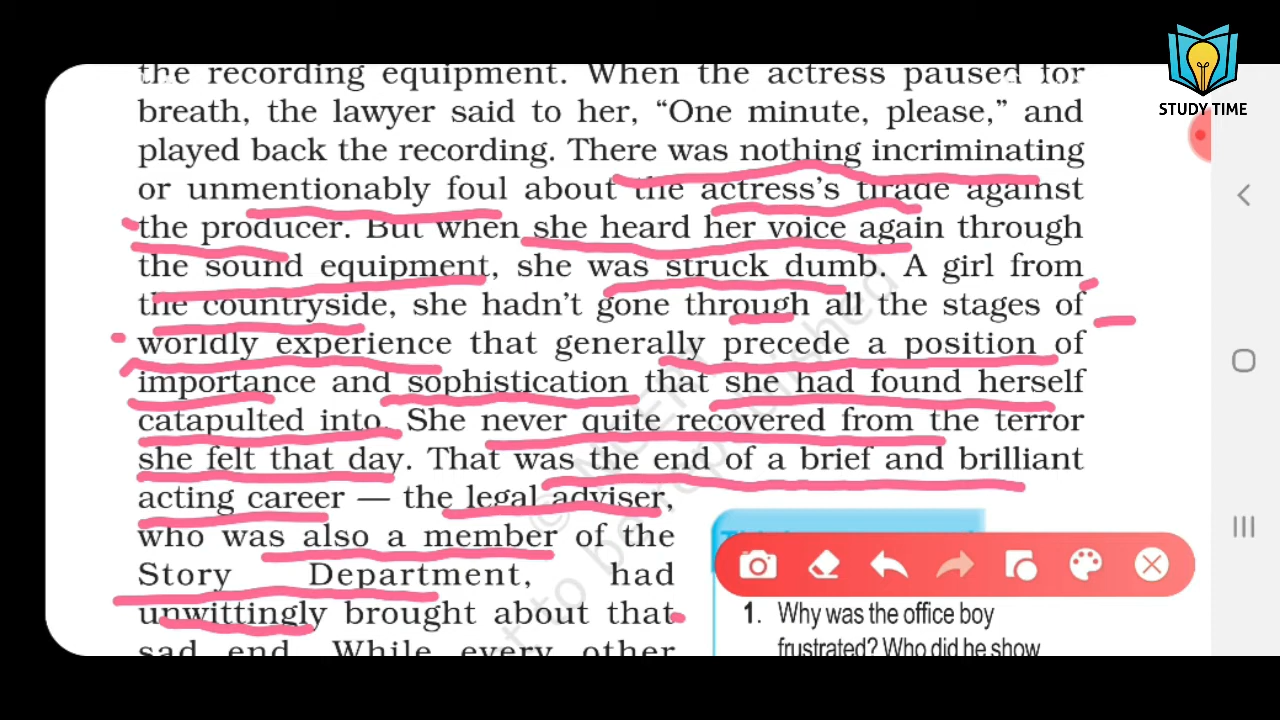 STUDY TIME
the recording equipment. When the actress paused for
breath, the lawyer said to her, “One minute, please,” and
played back the recording. There was nothing incriminating
or unmentionably foul about the actress’s tirade against
the producer. But when she heard her voice again through
the sound equipment, she was struck dumb. A girl from
the countryside, she hadn’t gone through all the stages of
worldly experience that generally precede a position of
importance and sophistication that she had found herself
catapulted into. She never quite recovered from the terror
she felt that day. That was the end of a brief and brilliant
acting career — the legal adviser,
who was also a member of the
Story Department, had
unwittingly brought about that
sad end. While every other
1. Why was the office boy
frustrated? Who did he show